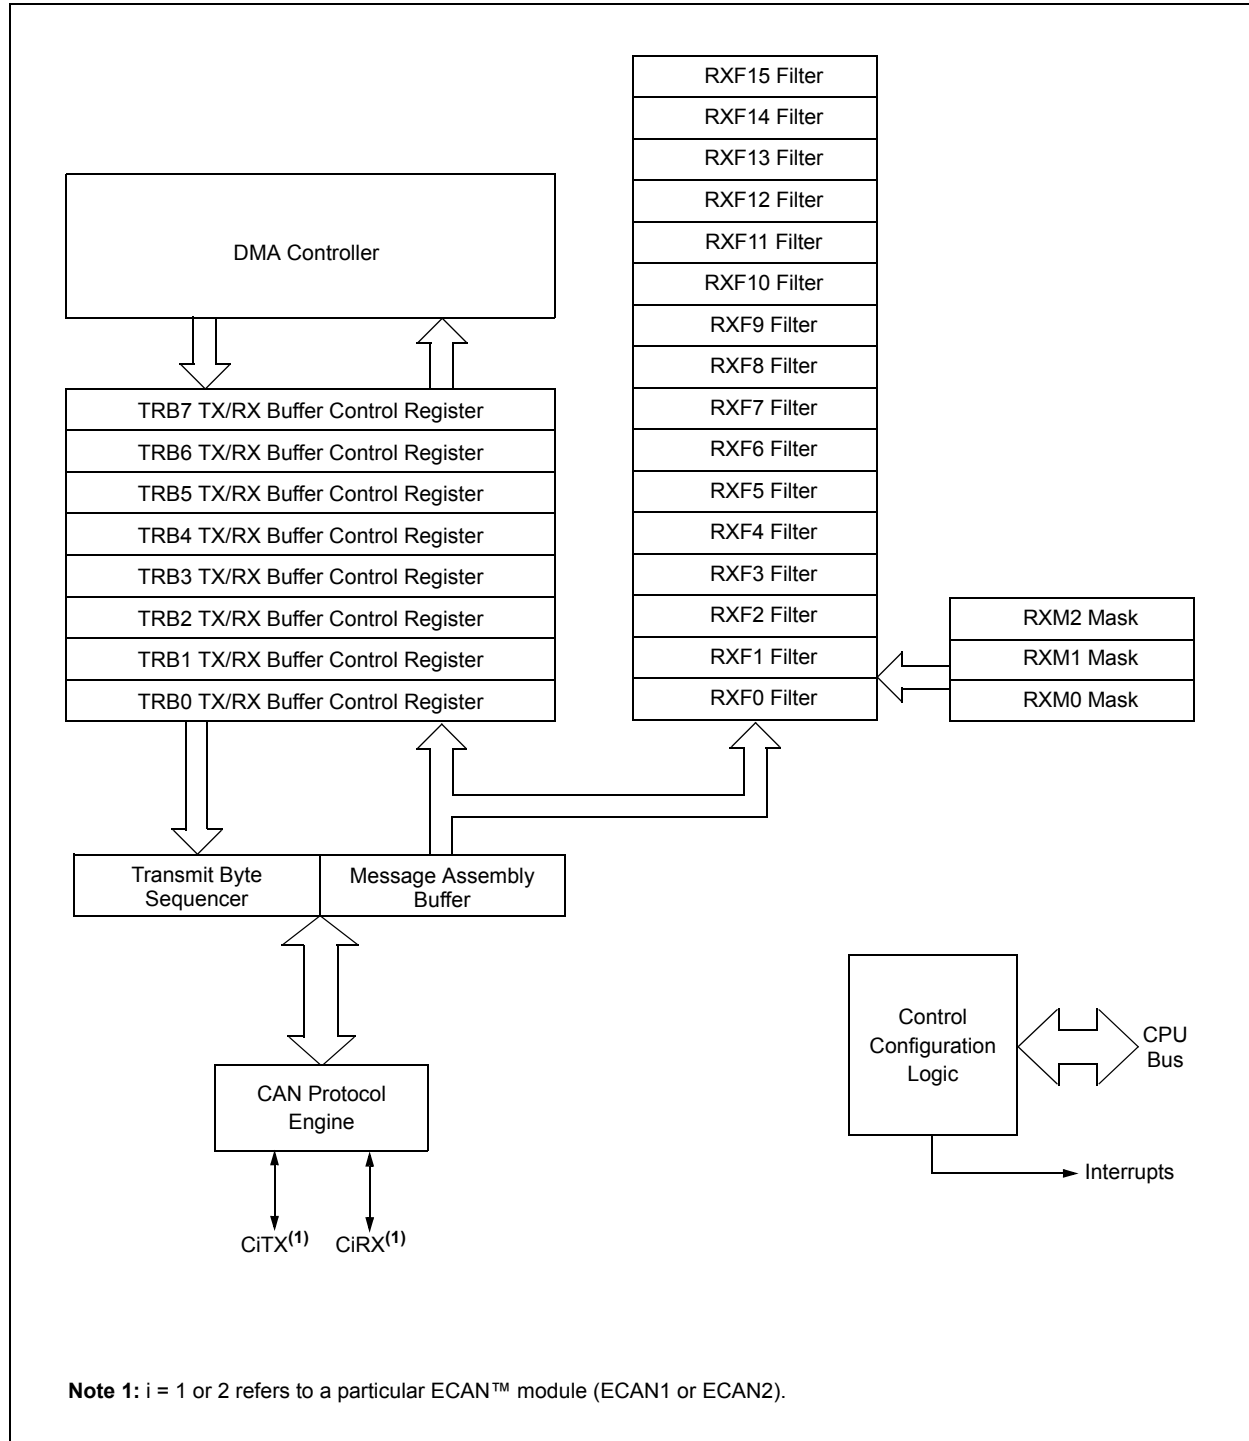 DMA Controller
TRB7 TX/RX Buffer Control Register
TRB6 TX/RX Buffer Control Register
TRB5 TX/RX Buffer Control Register
TRB4 TX/RX Buffer Control Register
TRB3 TX/RX Buffer Control Register
TRB2 TX/RX Buffer Control Register
TRB1 TX/RX Buffer Control Register
TRB0 TX/RX Buffer Control Register
RXF15 Filter
RXF14 Filter
RXF13 Filter
RXF12 Filter
RXF11 Filter
RXF10 Filter
RXF9 Filter
RXF8 Filter
RXF7 Filter
RXF6 Filter
RXF5 Filter
RXF4 Filter
RXF3 Filter
RXF2 Filter
RXF1 Filter
RXF0 Filter
RXM2 Mask
RXM1 Mask
RXM0 Mask
Transmit Byte
Sequencer
Message Assembly
Buffer
CAN Protocol
Engine
CiTX(1)
CiRX(1)
Control
Configuration
Logic
CPU
Bus
Interrupts
Note 1: i = 1 or 2 refers to a particular ECAN™ module (ECAN1 or ECAN2).